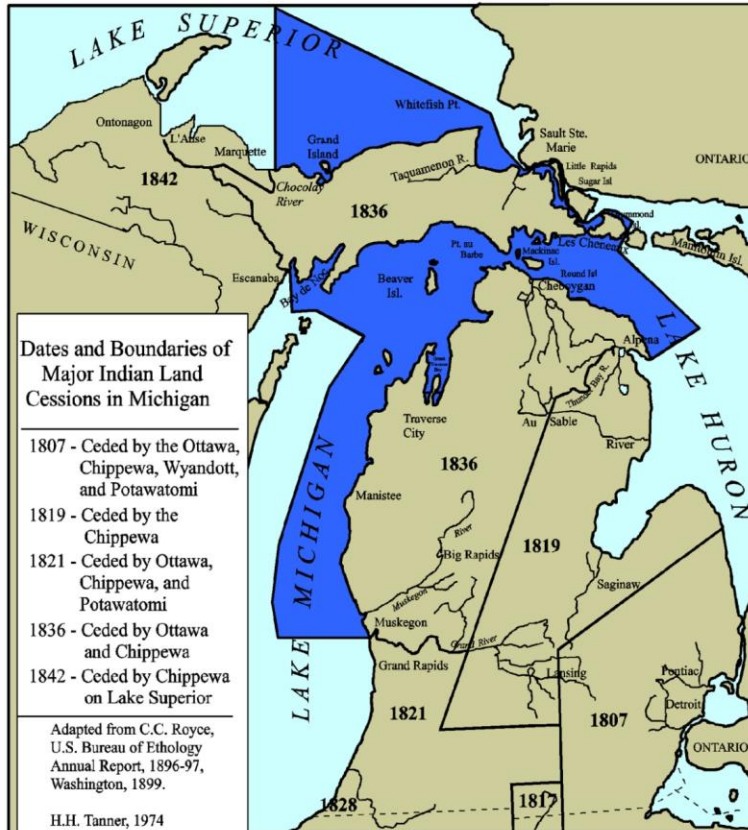 LAKE SUPERIOR
Whitefish Pt.
Ontonagon
L'Anse
Marquette
Grand
Island
Sault Ste.
Marie
Little Rapids
Sugar Isl
ONTARIO
1842
Chocolay
River
Taquamenon R.
1836
WISCONSIN
Les Cheneaux
Manitoulin Isl.
Pt. au
Barbe
Mackinac
Isl.
Round Isl
Cheboygan
Escanaba
Bay de Noc
Beaver
Isl.
LAKE HURON
Alpena
Thunder Bay R.
Traverse
City
Au Sable
River
LAKE MICHIGAN
1836
Manistee
River
Big Rapids
1819
Saginaw
Muskegon
Muskegon
Grand River
Grand Rapids
Lansing
Pontiac
Detroit
1821
1807
ONTARIO
1828
1817
Dates and Boundaries of
Major Indian Land
Cessions in Michigan
1807 - Ceded by the Ottawa,
Chippewa, Wyandott,
and Potawatomi
1819 - Ceded by the
Chippewa
1821 - Ceded by Ottawa,
Chippewa, and
Potawatomi
1836 - Ceded by Ottawa
and Chippewa
1842 - Ceded by Chippewa
on Lake Superior
Adapted from C.C. Royce,
U.S. Bureau of Ethology
Annual Report, 1896-97,
Washington, 1899.
H.H. Tanner, 1974